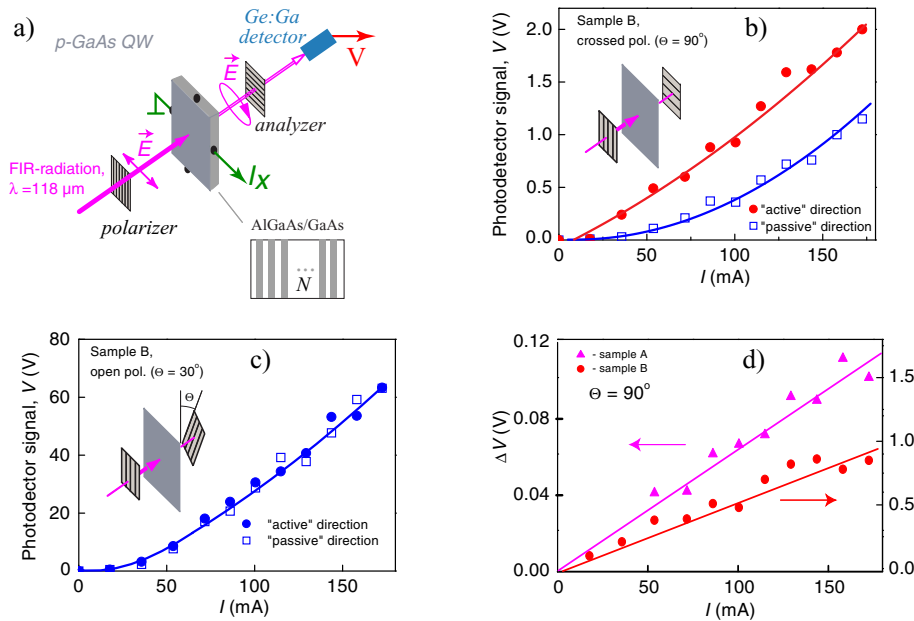 a)
p-GaAs QW
Ge:Ga
detector
V
E
analyzer
E
FIR-radiation,
λ =118 μm
Ix
polarizer
AlGaAs/GaAs
...
N
b)
Sample B,
crossed pol. (Θ = 90°)
Photodetector signal, V (V)
2.0
1.5
1.0
0.5
0.0
"active" direction
"passive" direction
0 50 100 150
I (mA)
c)
Sample B,
open pol. (Θ = 30°)
Θ
Photodector signal, V (V)
80
60
40
20
0
"active" direction
"passive" direction
0 50 100 150
I (mA)
d)
- sample A
- sample B
Θ = 90°
Δ V (V)
0.12
0.08
0.04
0.00
1.5
1.0
0.5
0.0
0 50 100 150
I (mA)